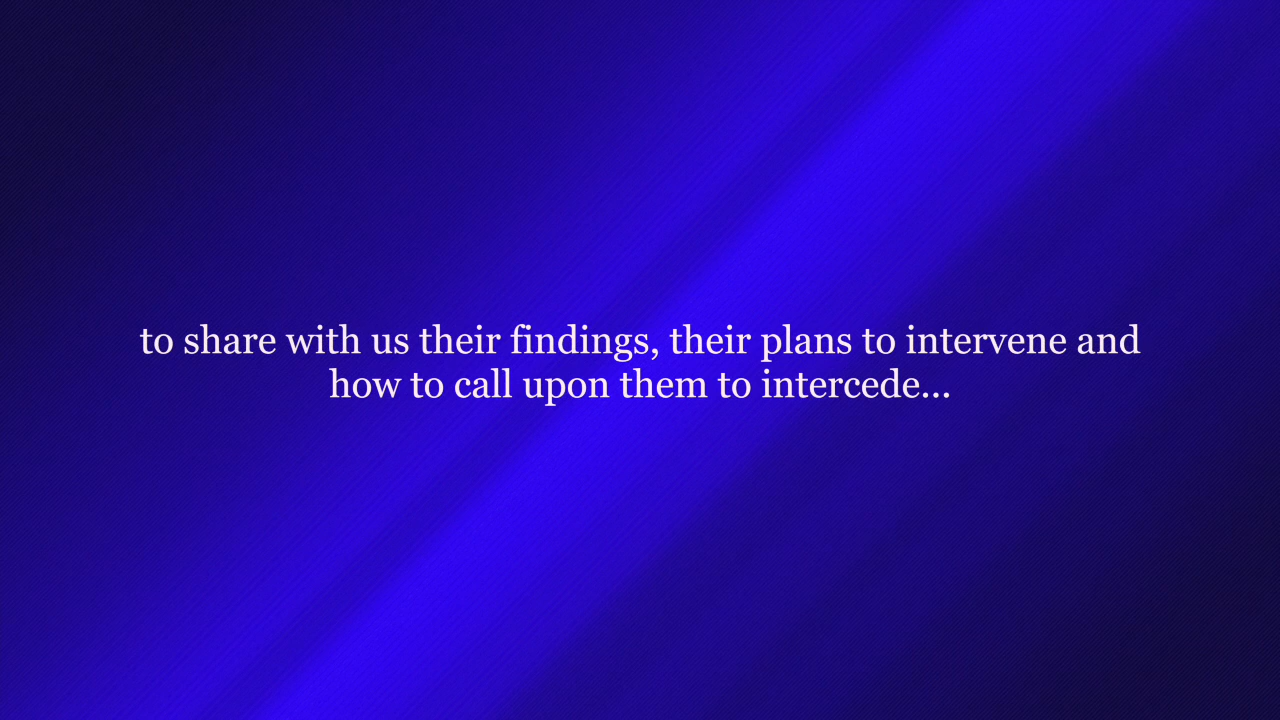 to share with us their findings, their plans to intervene and
how to call upon them to intercede...